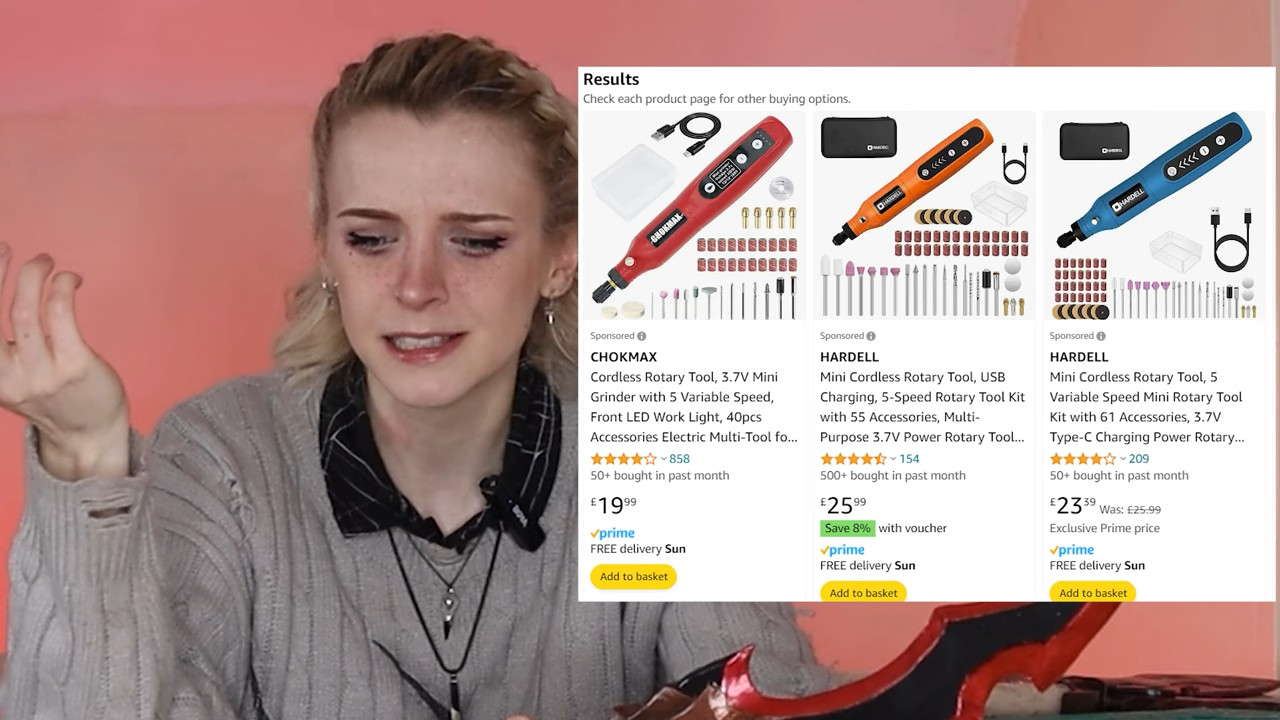 Results
Check each product page for other buying options.
CHOKMAX
HARDELL
HARDELL
HARDELL
HARDELL
Sponsored
CHOKMAX
Cordless Rotary Tool, 3.7V Mini
Grinder with 5 Variable Speed,
Front LED Work Light, 40pcs
Accessories Electric Multi-Tool fo...
858
50+ bought in past month
£19.99
prime
FREE delivery Sun
Add to basket
Sponsored
HARDELL
Mini Cordless Rotary Tool, USB
Charging, 5-Speed Rotary Tool Kit
with 55 Accessories, Multi-
Purpose 3.7V Power Rotary Tool...
154
500+ bought in past month
£25.99
Save 8% with voucher
prime
FREE delivery Sun
Add to basket
Sponsored
HARDELL
Mini Cordless Rotary Tool, 5
Variable Speed Mini Rotary Tool
Kit with 61 Accessories, 3.7V
Type-C Charging Power Rotary...
209
50+ bought in past month
£23.39 Was: £25.99
Exclusive Prime price
prime
FREE delivery Sun
Add to basket